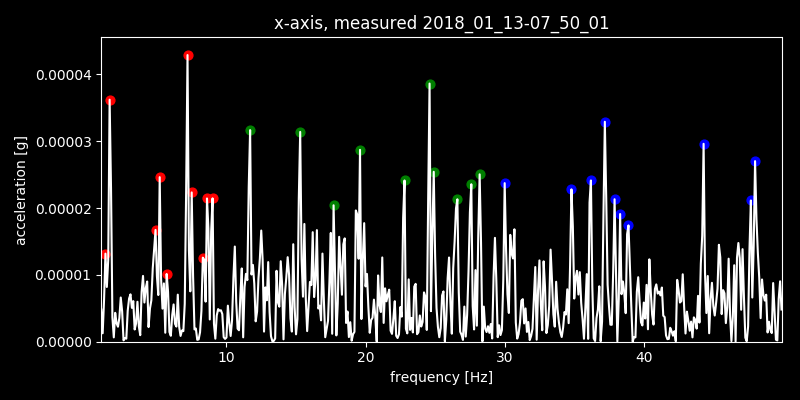 x-axis, measured 2018_01_13-07_50_01
0.00004
0.00003
0.00002
0.00001
0.00000
acceleration [g]
10 20 30 40
frequency [Hz]